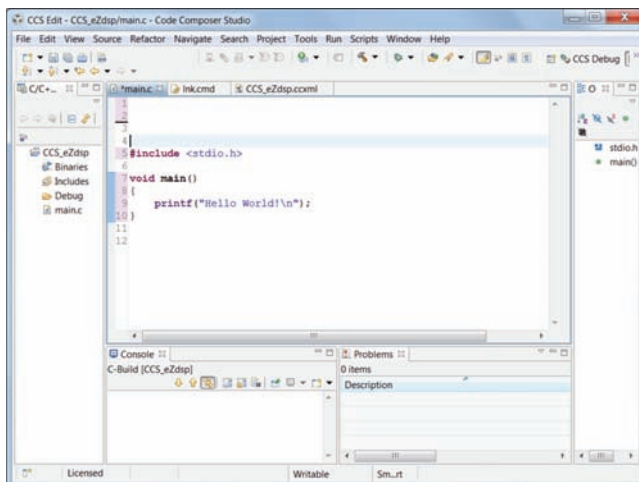 CCS Edit - CCS_eZdsp/main.c - Code Composer Studio
File Edit View Source Refactor Navigate Search Project Tools Run Scripts Window Help
CCS Debug
C/C+...
*main.c
lnk.cmd
CCS_eZdsp.ccxml
O
CCS_eZdsp
Binaries
Includes
Debug
main.c
1
2
3
4
5 #include <stdio.h>
6
7 void main()
8 {
9 printf("Hello World!\n");
10 }
11
12
stdio.h
main()
Console
C-Build [CCS_eZdsp]
Problems
0 items
Description
Licensed
Writable
Sm...rt